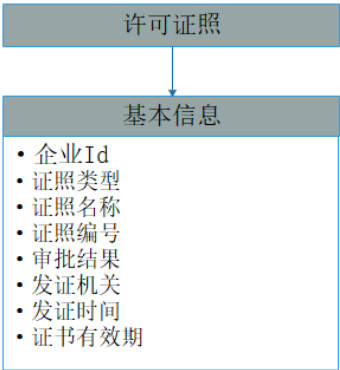 许可证照
基本信息
• 企业Id
• 证照类型
• 证照名称
• 证照编号
• 审批结果
• 发证机关
• 发证时间
• 证书有效期